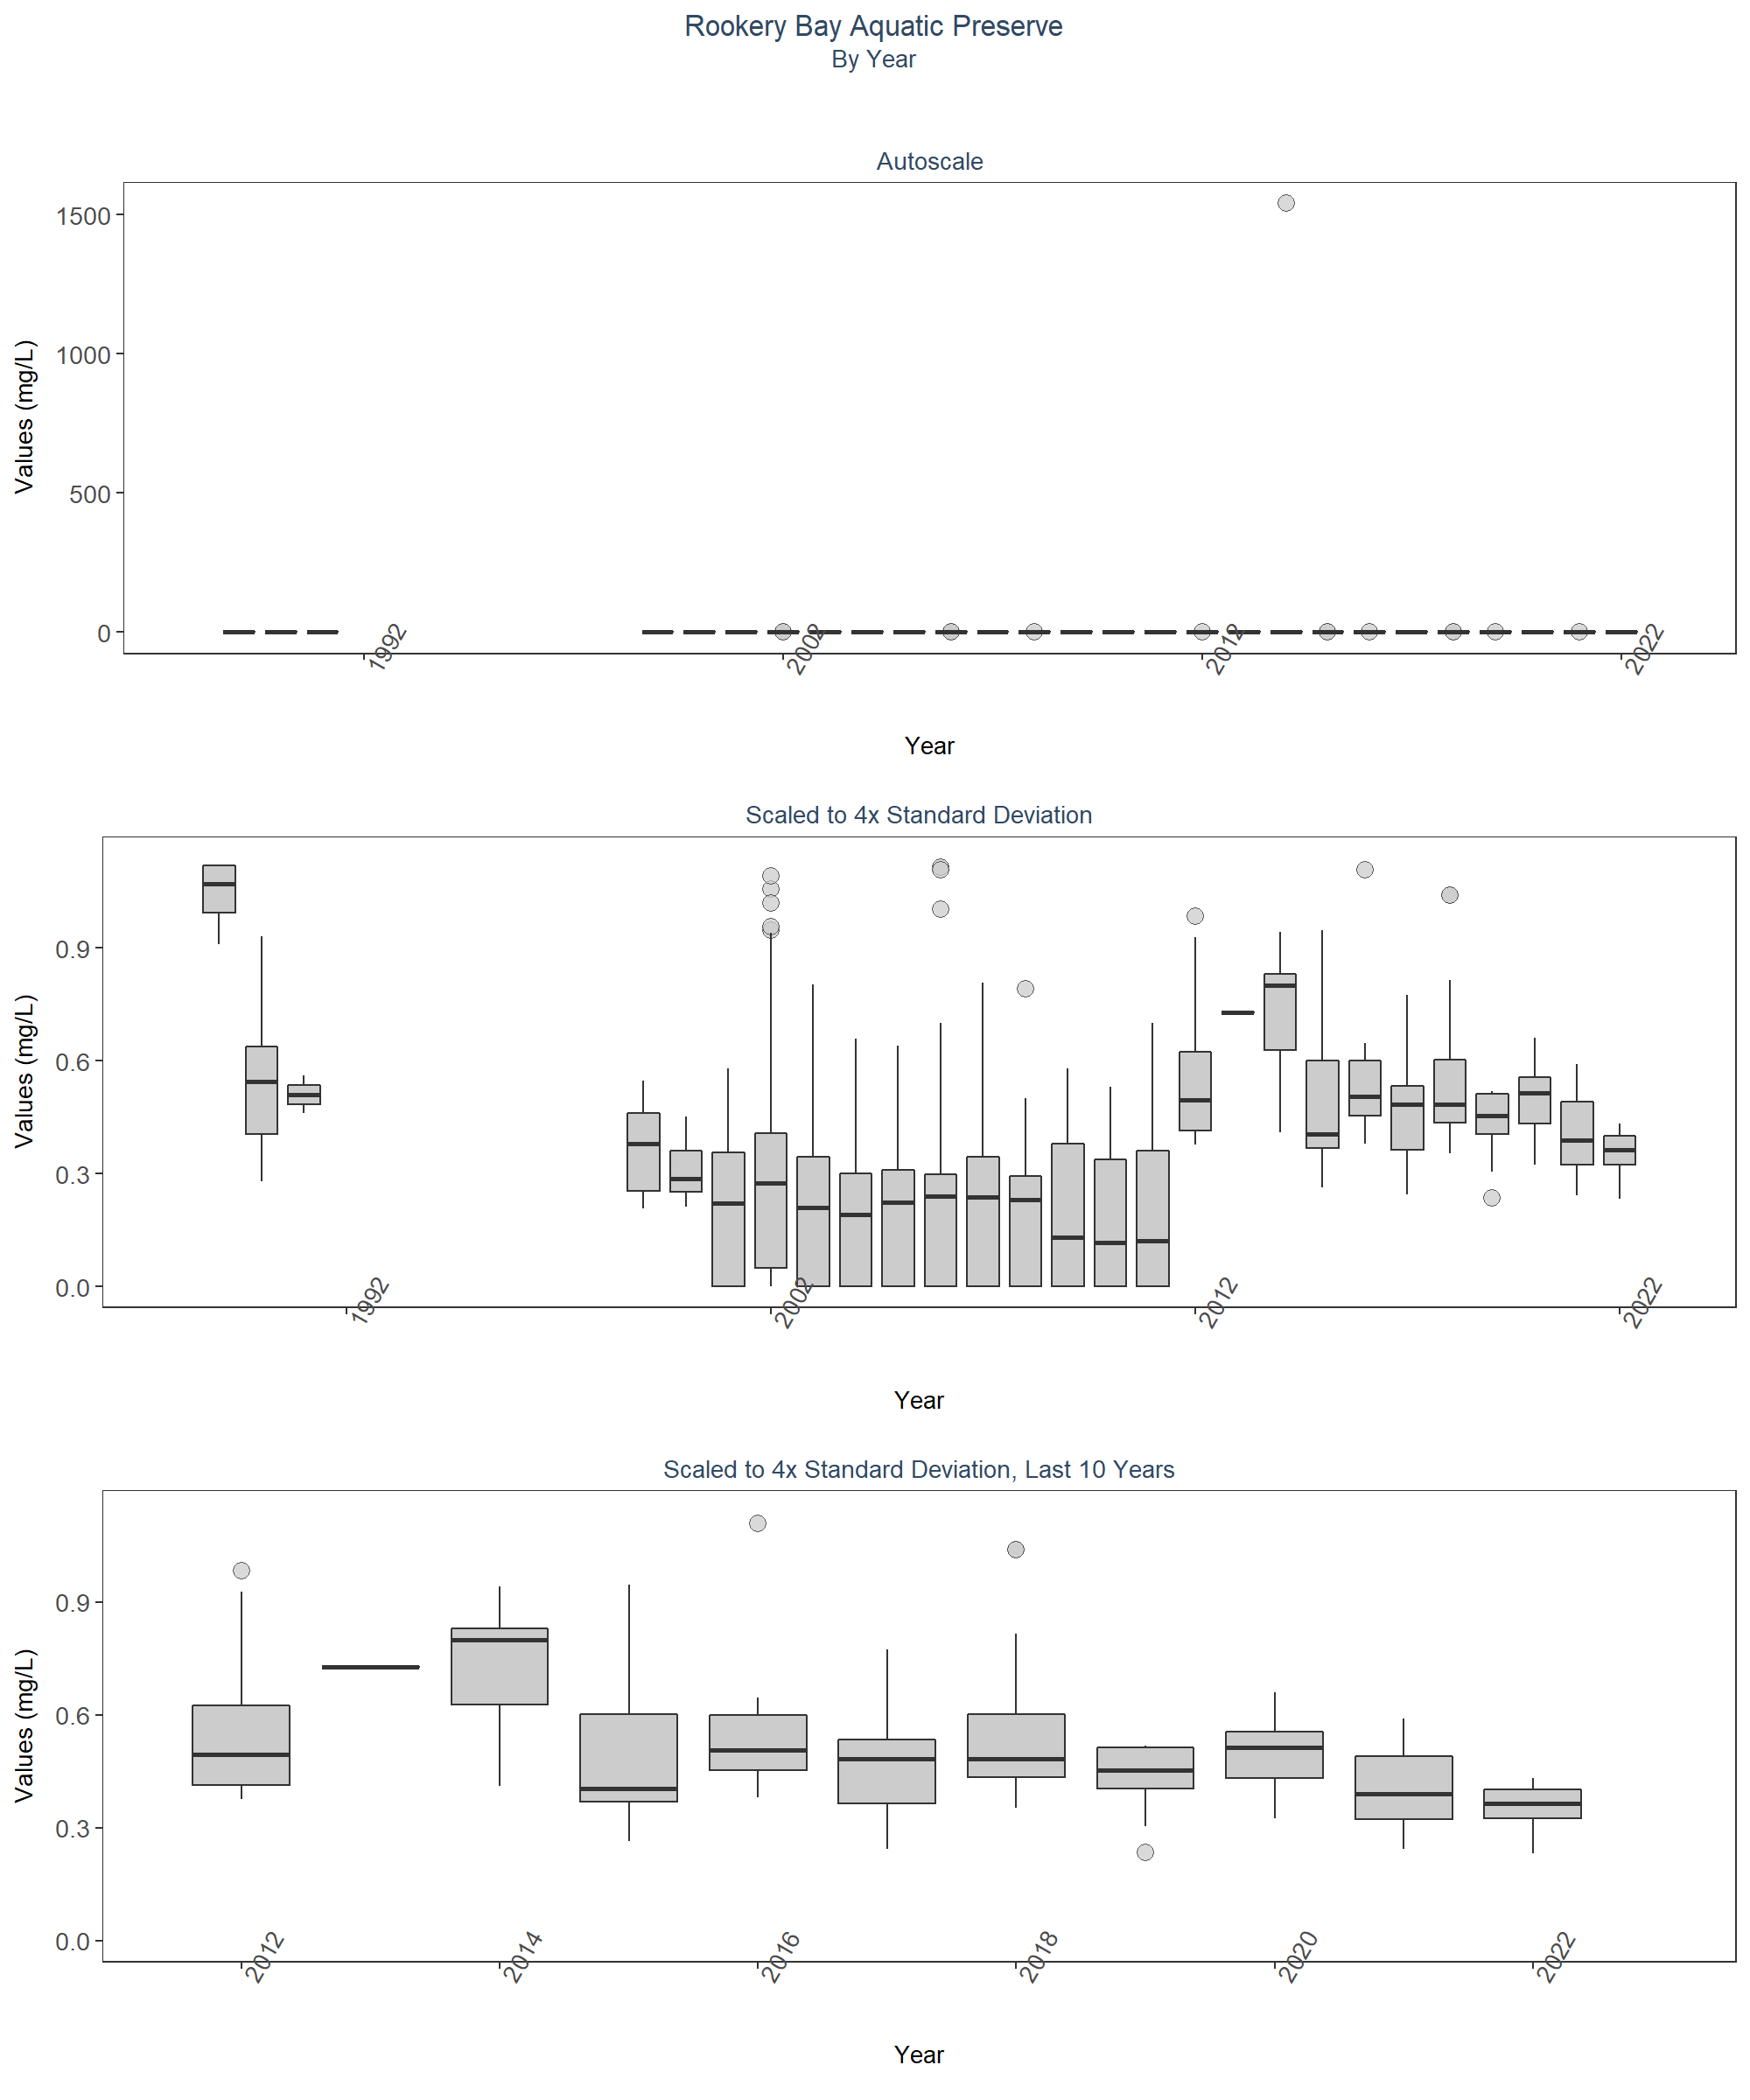 Rookery Bay Aquatic Preserve
By Year
Autoscale
Values (mg/L)
1500
1000
500
0
1992
2002
2012
2022
Year
Scaled to 4x Standard Deviation
Values (mg/L)
0.9
0.6
0.3
0.0
1992
2002
2012
2022
Year
Scaled to 4x Standard Deviation, Last 10 Years
Values (mg/L)
0.9
0.6
0.3
0.0
2012
2014
2016
2018
2020
2022
Year